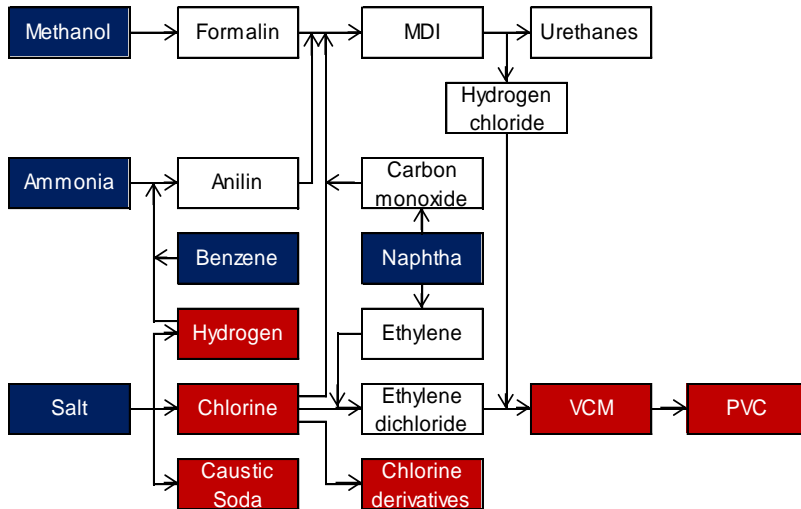 Methanol
Formalin
MDI
Urethanes
Hydrogen
chloride
Ammonia
Anilin
Carbon
monoxide
Benzene
Naphtha
Hydrogen
Ethylene
Salt
Chlorine
Ethylene
dichloride
VCM
PVC
Caustic
Soda
Chlorine
derivatives